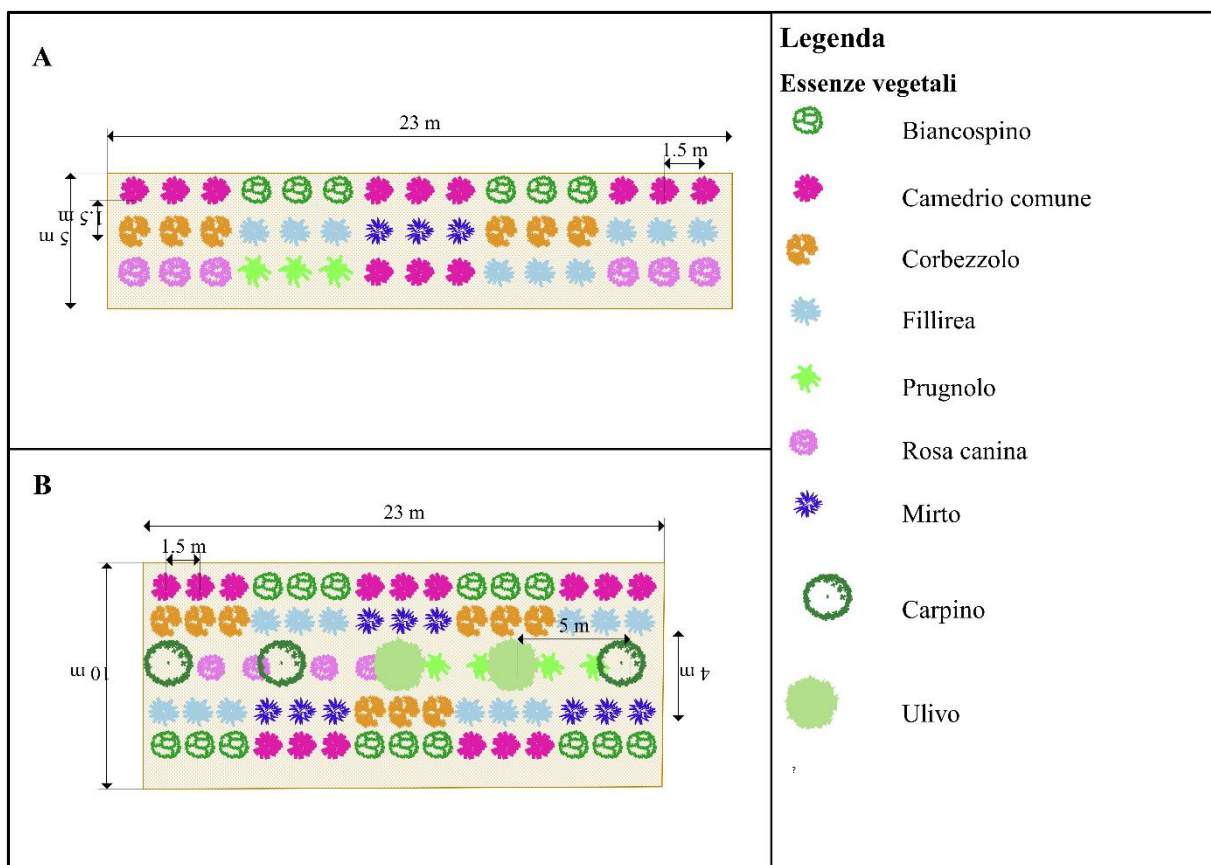 A
23 m
1.5 m
1.5 m
5 m
B
23 m
1.5 m
5 m
10 m
4 m
Legenda
Essenze vegetali
Biancospino
Camedrio comune
Corbezzolo
Fillirea
Prugnolo
Rosa canina
Mirto
Carpino
Ulivo
?